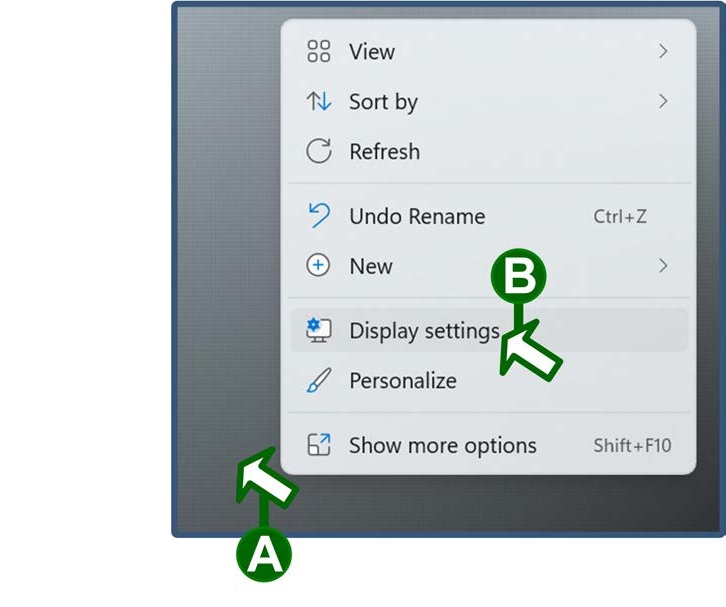 View
Sort by
Refresh
Undo Rename Ctrl+Z
New
B
Display settings
Personalize
Show more options Shift+F10
A